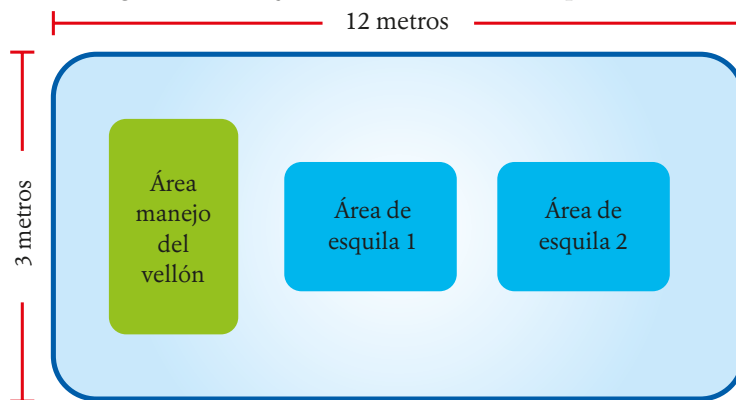 12 metros
3 metros
Área
manejo
del
vellón
Área de
esquila 1
Área de
esquila 2